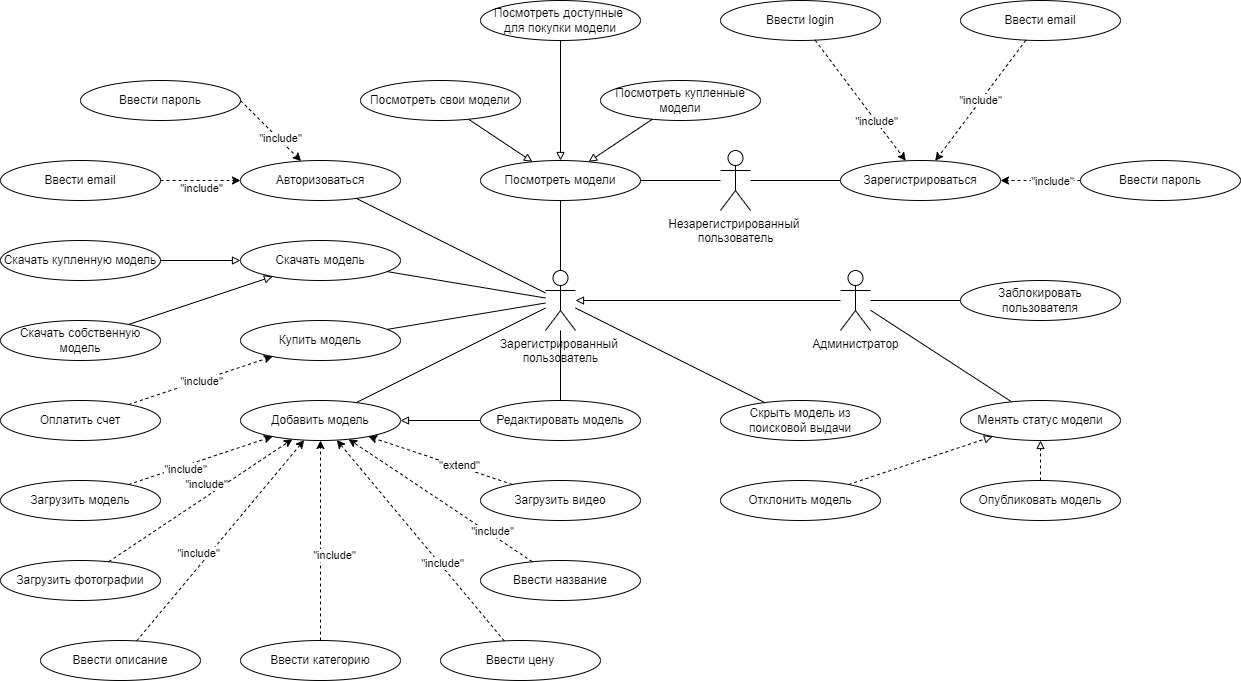 Посмотреть доступные
для покупки модели
Ввести login
Ввести email
Ввести пароль
Посмотреть свои модели
Посмотреть купленные
модели
"include"
"include"
"include"
Ввести email
"include"
Авторизоваться
Посмотреть модели
Зарегистрироваться
"include"
Ввести пароль
Незарегистрированный
пользователь
Скачать купленную модель
Скачать модель
Заблокировать
пользователя
Скачать собственную
модель
Купить модель
Зарегистрированный
пользователь
Администратор
"include"
Оплатить счет
Добавить модель
Редактировать модель
Скрыть модель из
поисковой выдачи
Менять статус модели
"include"
"extend"
"include"
Загрузить модель
Загрузить видео
Отклонить модель
Опубликовать модель
"include"
"include"
"include"
"include"
Загрузить фотографии
Ввести название
Ввести описание
Ввести категорию
Ввести цену